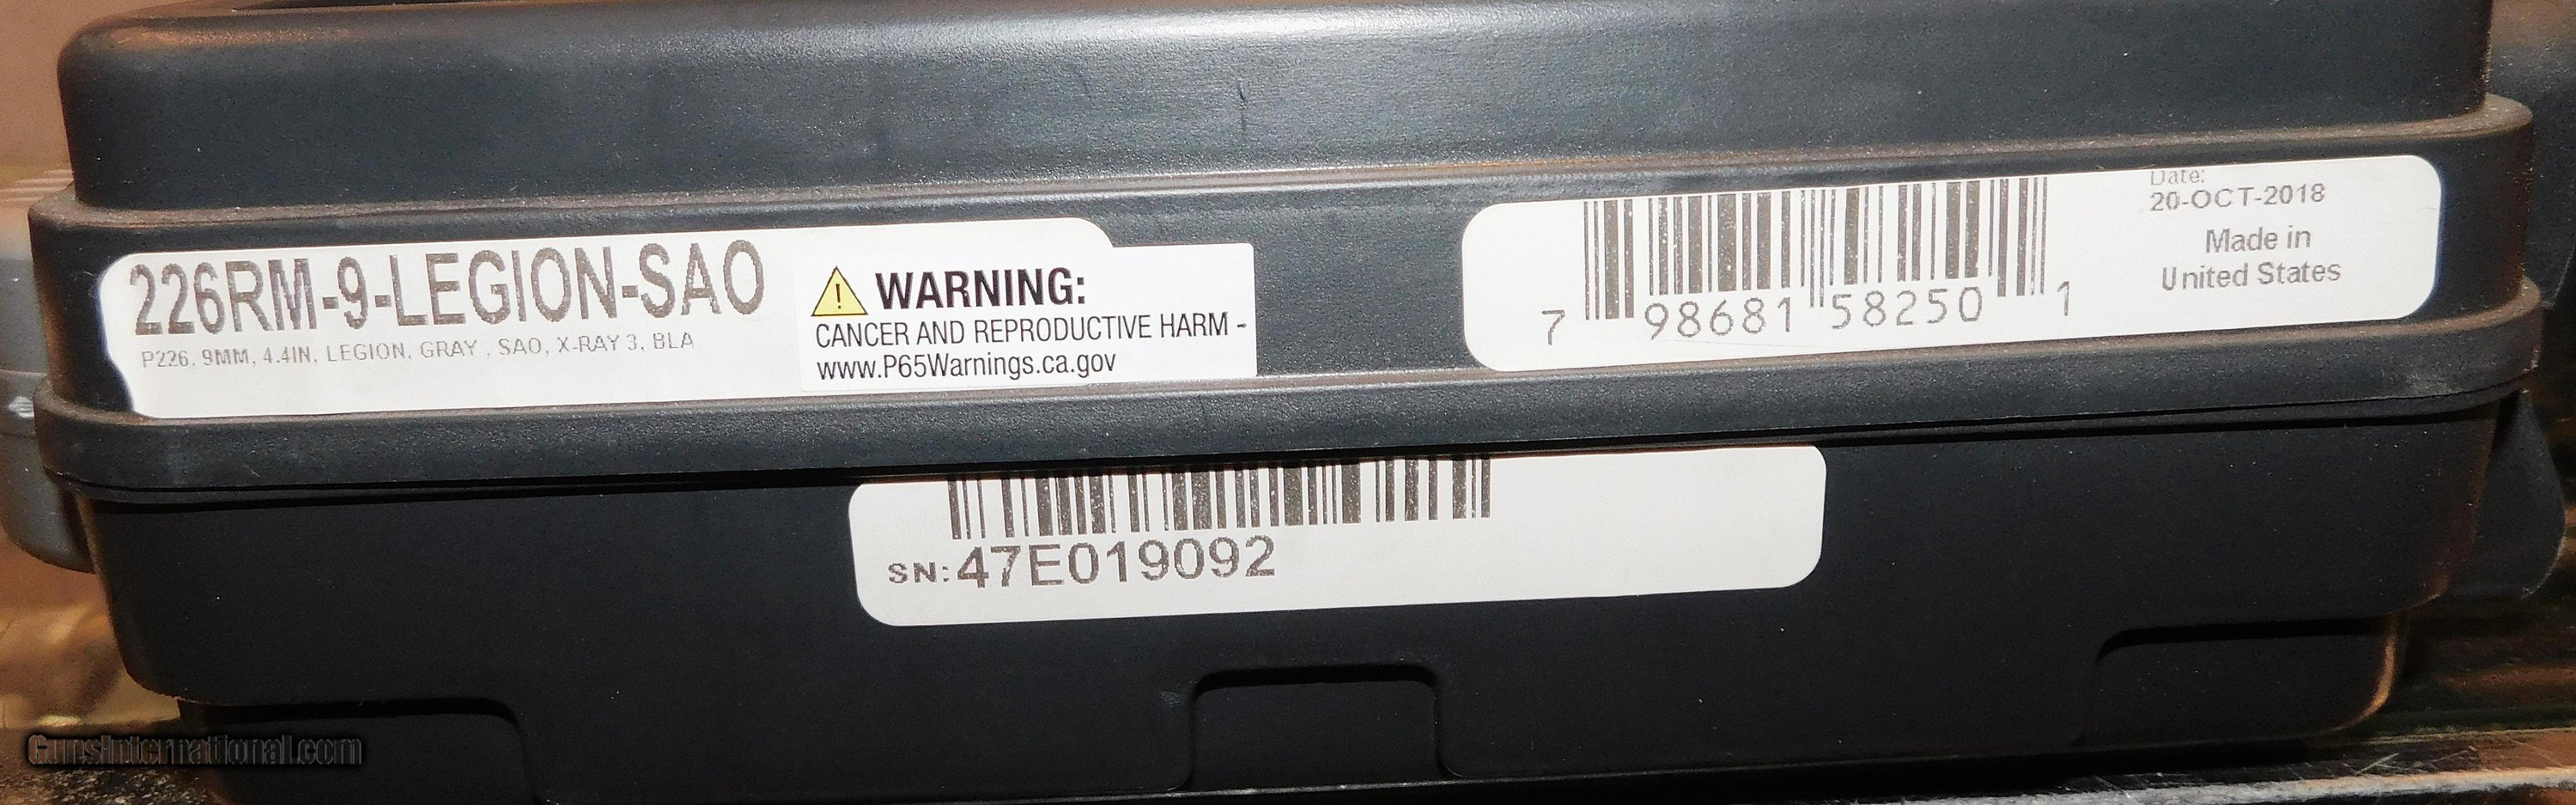 226RM-9-LEGION-SAO
P226, 9MM, 4.4IN, LEGION, GRAY , SAO, X-RAY 3, BLA
WARNING:
CANCER AND REPRODUCTIVE HARM -
www.P65Warnings.ca.gov
7 98681 58250 1
Date:
20-OCT-2018
Made in
United States
SN:47E019092
GunsInternational.com